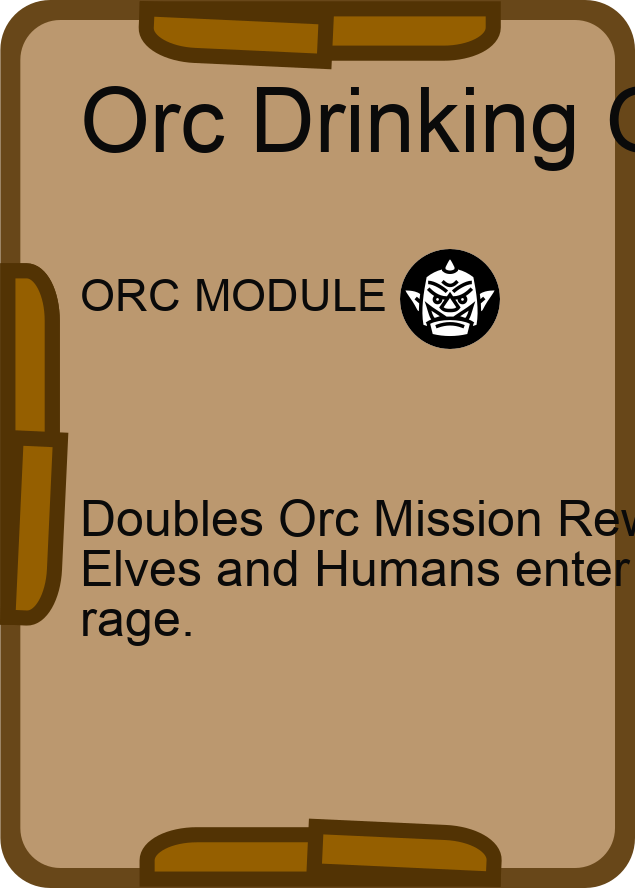 Orc Drinking
ORC MODULE
Doubles Orc Mission
Elves and Humans enter
rage.